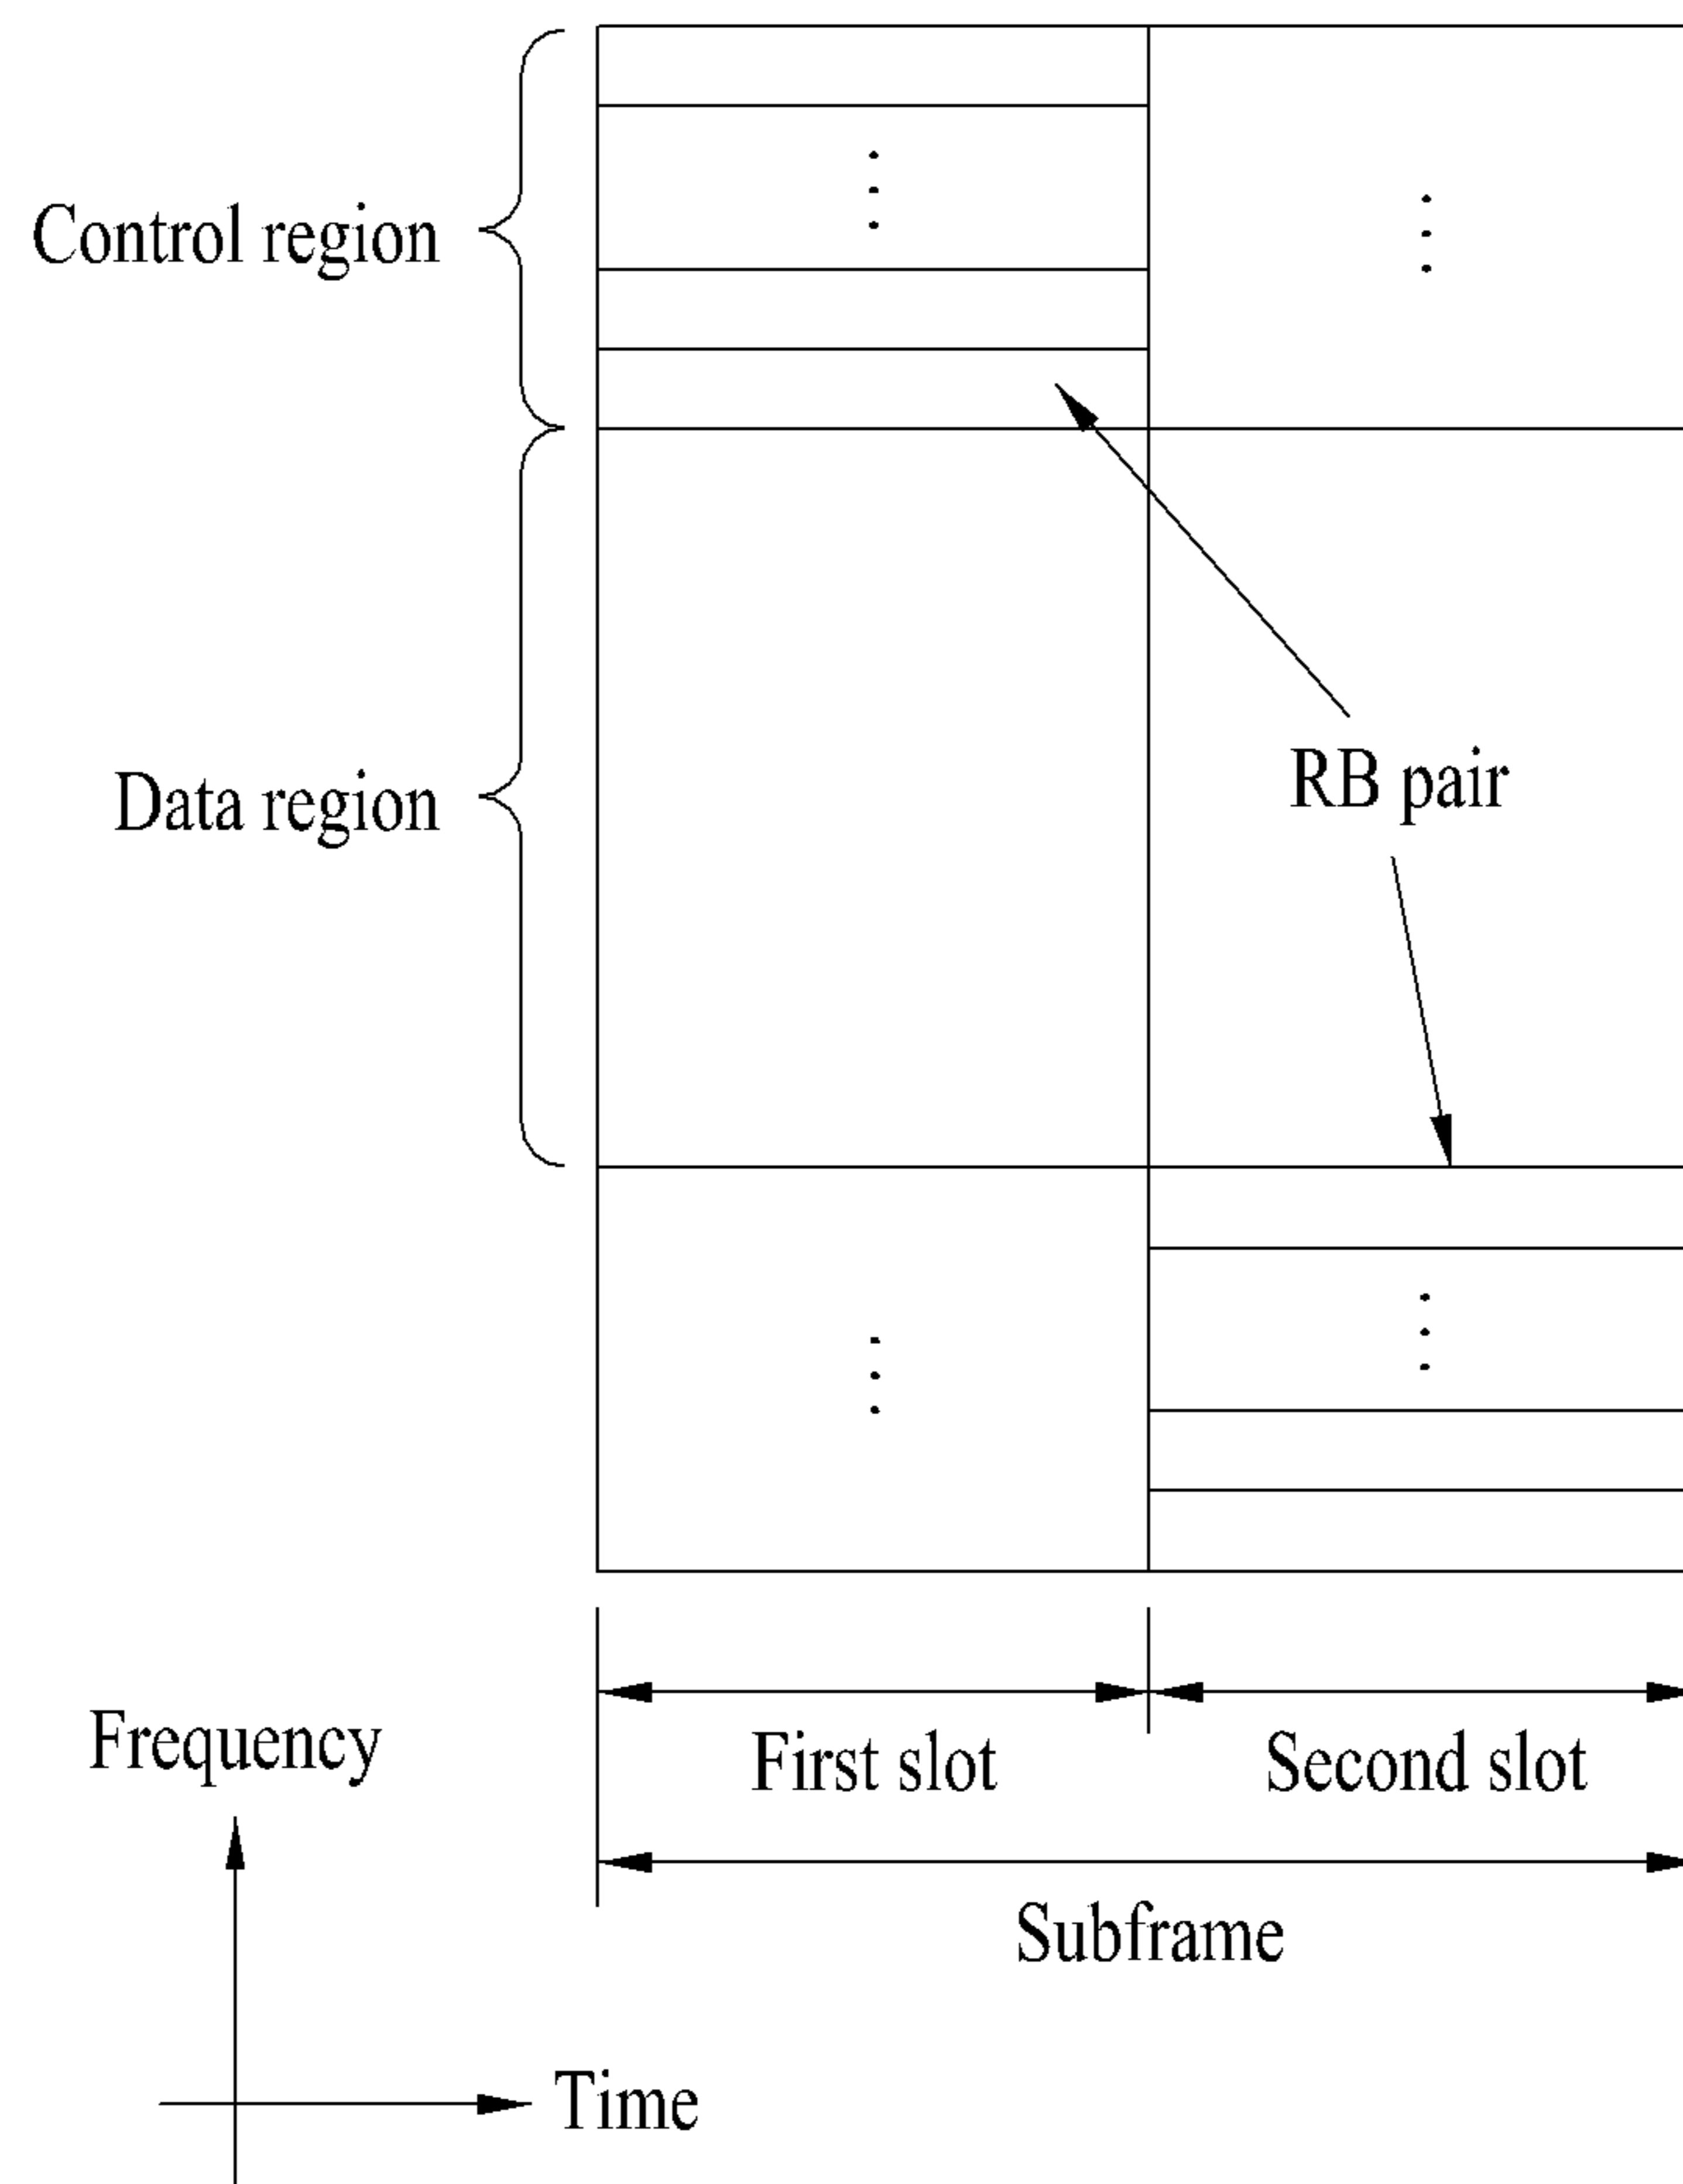 Control region
Data region
RB pair
First slot
Second slot
Subframe
Frequency
Time